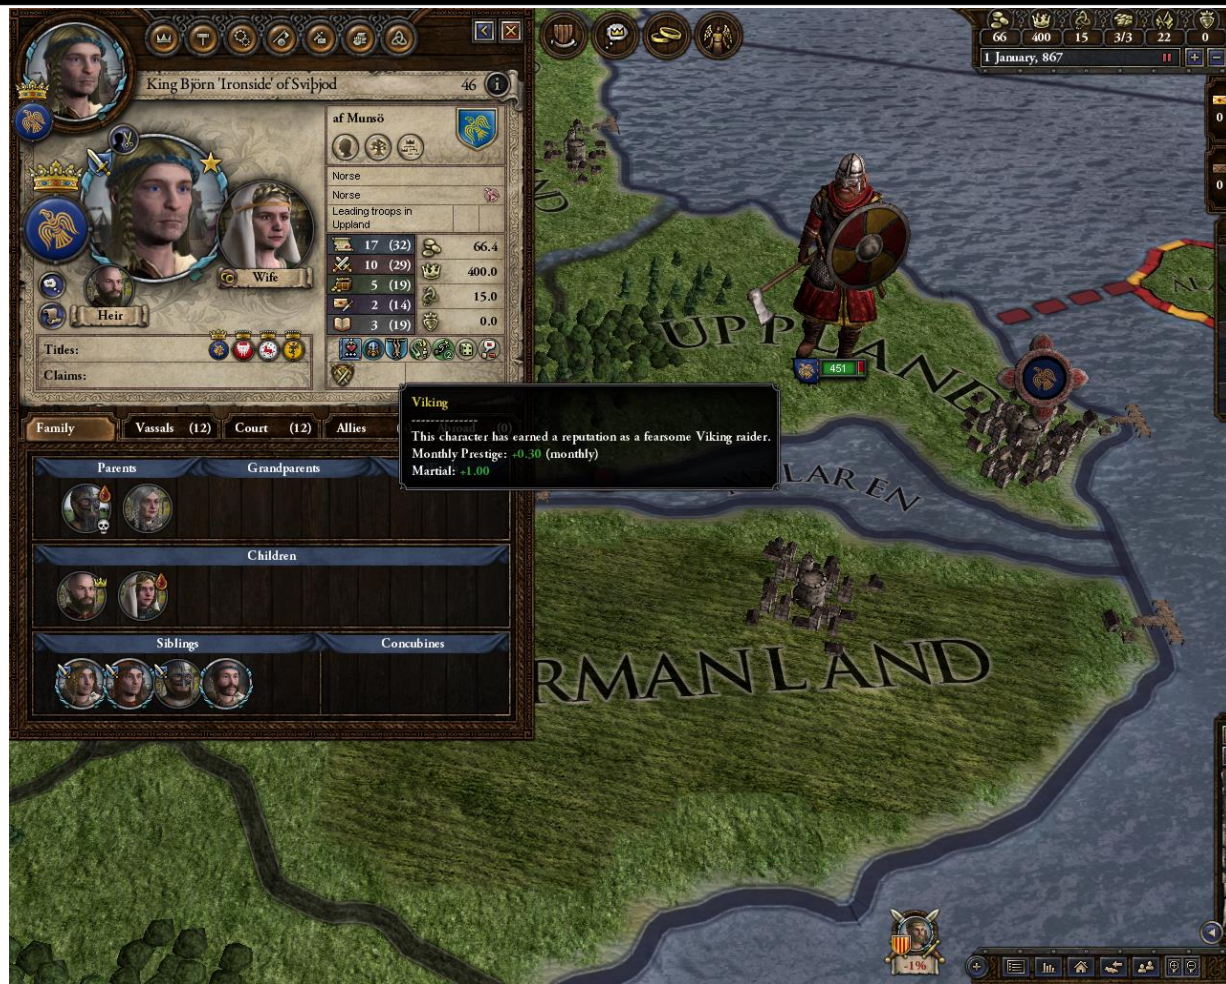 King Björn 'Ironside' of Sviþjod
46
66 400 15 3/3 22 0
1 January, 867
af Munsö
Norse
Norse
Leading troops in
Uppland
17 (32) 66.4
10 (29) 400.0
5 (19) 15.0
2 (14) 0.0
3 (19)
Wife
Heir
Titles:
Claims:
Family Vassals (12) Court (12) Allies (0)
Viking
This character has earned a reputation as a fearsome Viking raider.
Monthly Prestige: +0.30 (monthly)
Martial: +1.00
Parents Grandparents
Children
Siblings Concubines
UPPLAND
451
LAREN
RMANLAND
0
0
-1%